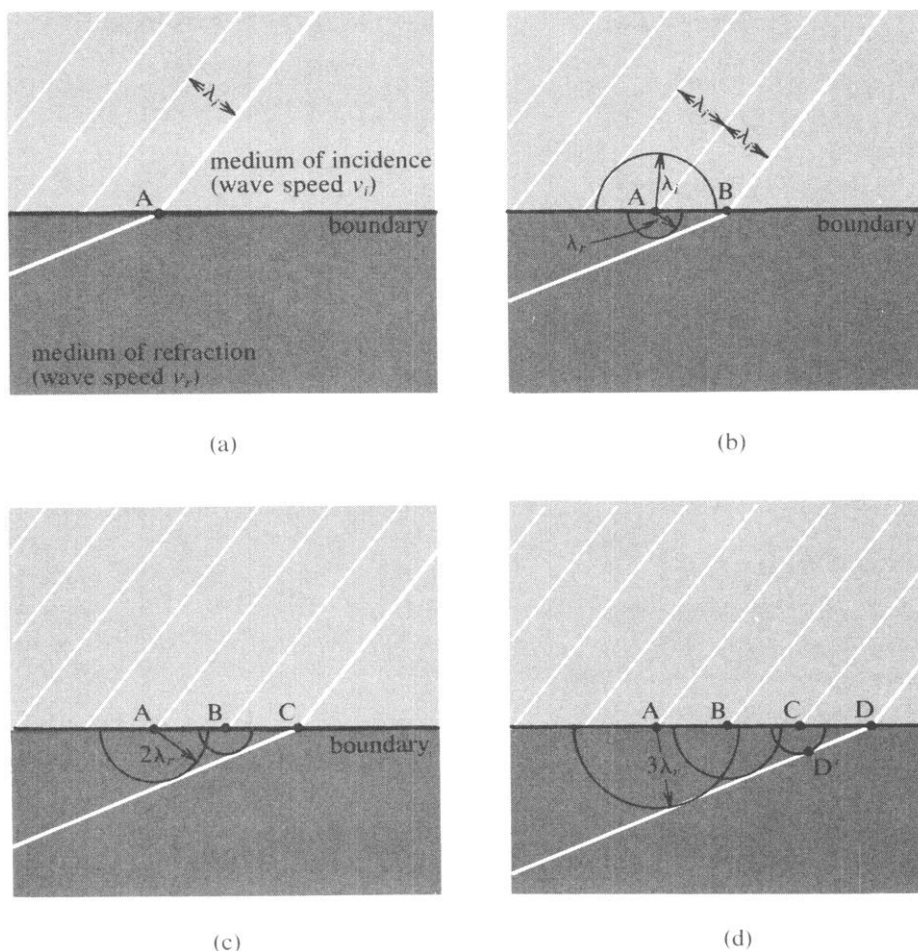 λi
medium of incidence
(wave speed vi)
A
boundary
medium of refraction
(wave speed vr)
(a)
λi
λi
λi
A
B
boundary
λr
(b)
A
B
C
boundary
2λr
(c)
A
B
C
D
3λr
D'
(d)